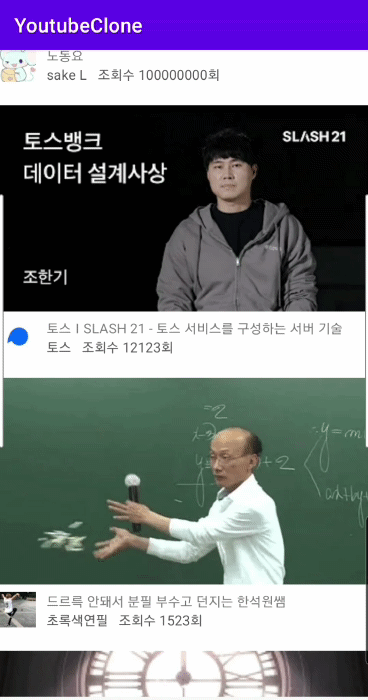 YoutubeClone
노동요
sake L 조회수 100000000회
토스뱅크
데이터 설계사상
SLASH 21
조한기
토스 l SLASH 21 - 토스 서비스를 구성하는 서버 기술
토스 조회수 12123회
드르륵 안돼서 분필 부수고 던지는 한석원쌤
초록색연필 조회수 1523회